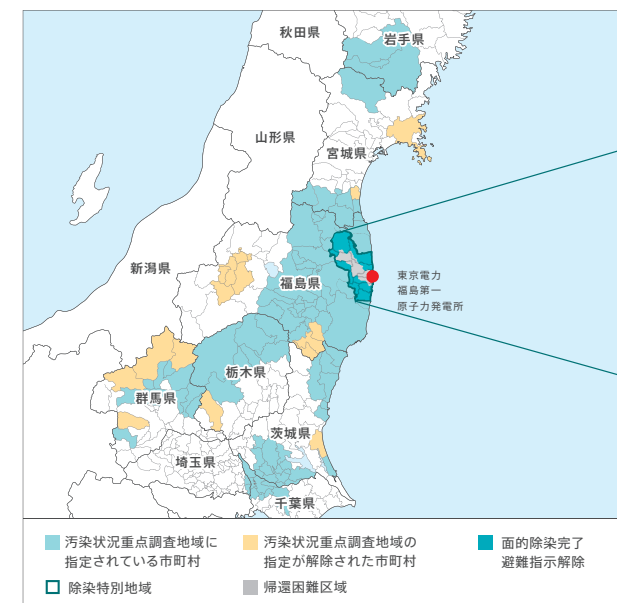 秋田県
岩手県
山形県
宮城県
新潟県
福島県
東京電力
福島第一
原子力発電所
栃木県
群馬県
茨城県
埼玉県
千葉県
汚染状況重点調査地域に
指定されている市町村
汚染状況重点調査地域の
指定が解除された市町村
面的除染完了
避難指示解除
除染特別地域
帰還困難区域